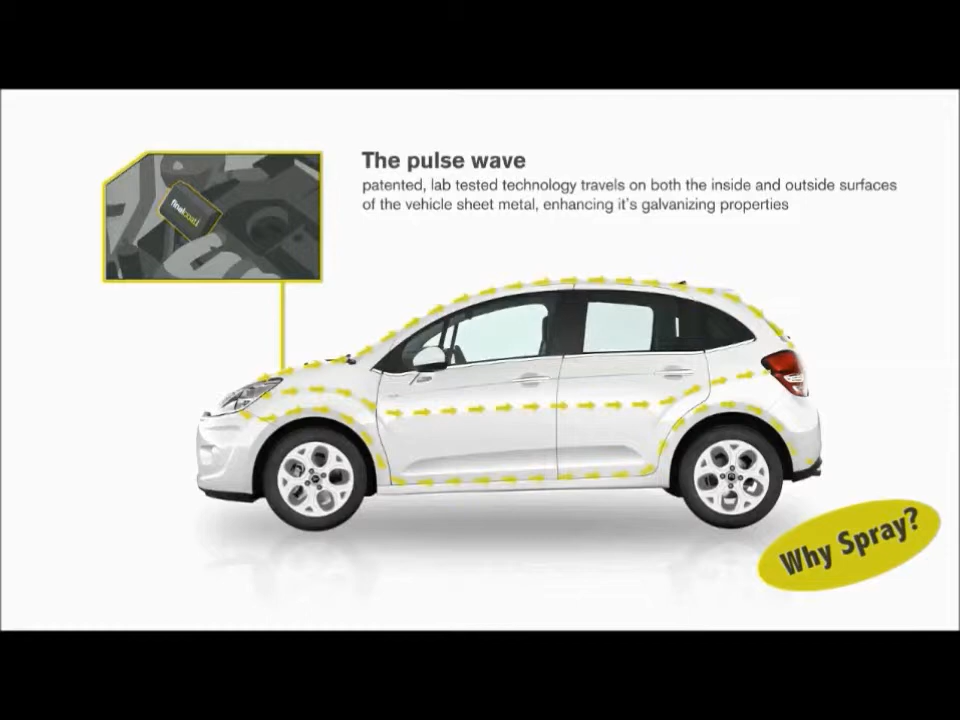 The pulse wave
patented, lab tested technology travels on both the inside and outside surfaces
of the vehicle sheet metal, enhancing it's galvanizing properties
finalcoat
Why Spray?